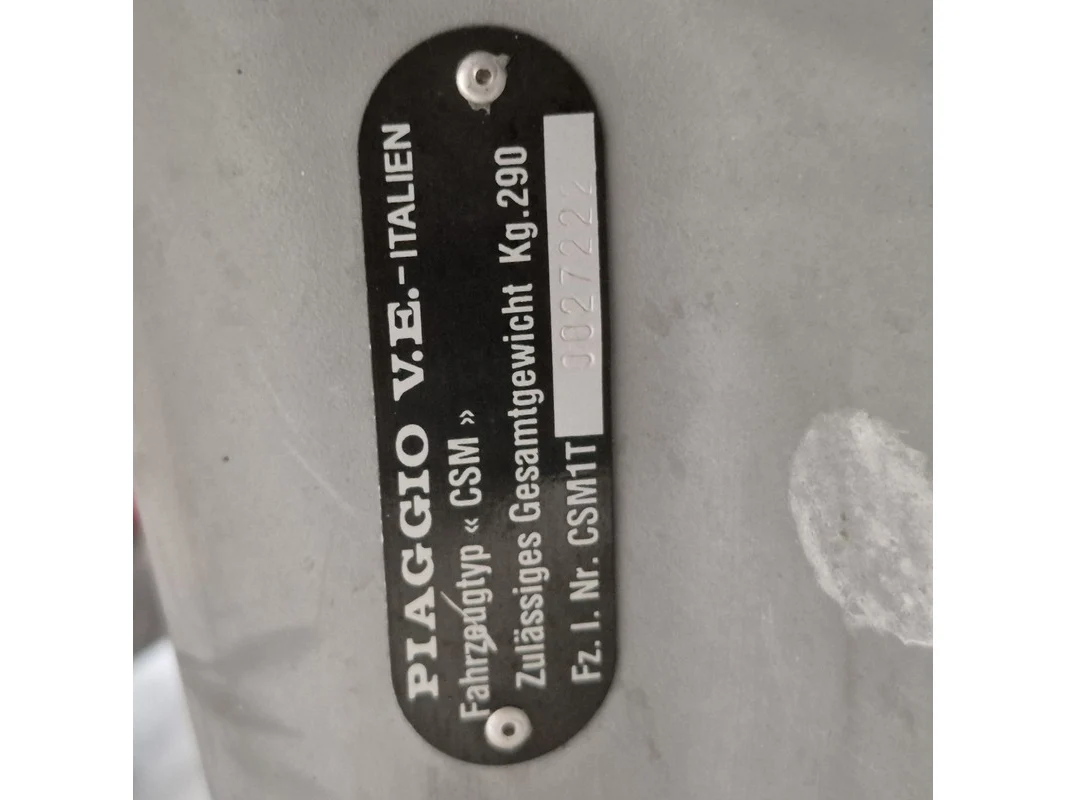 PIAGGIO V.E.-ITALIEN
Fahrzeugtyp « CSM »
Zulässiges Gesamtgewicht Kg.290
Fz. I. Nr. CSM1T 0027222